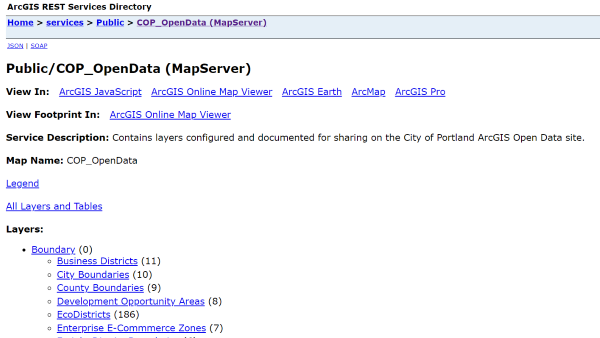 ArcGIS REST Services Directory
Home > services > Public > COP_OpenData (MapServer)
JSON | SOAP
Public/COP_OpenData (MapServer)
View In: ArcGIS JavaScript ArcGIS Online Map Viewer ArcGIS Earth ArcMap ArcGIS Pro
View Footprint In: ArcGIS Online Map Viewer
Service Description: Contains layers configured and documented for sharing on the City of Portland ArcGIS Open Data site.
Map Name: COP_OpenData
Legend
All Layers and Tables
Layers:
Boundary (0)
Business Districts (11)
City Boundaries (10)
County Boundaries (9)
Development Opportunity Areas (8)
EcoDistricts (186)
Enterprise E-Commmerce Zones (7)